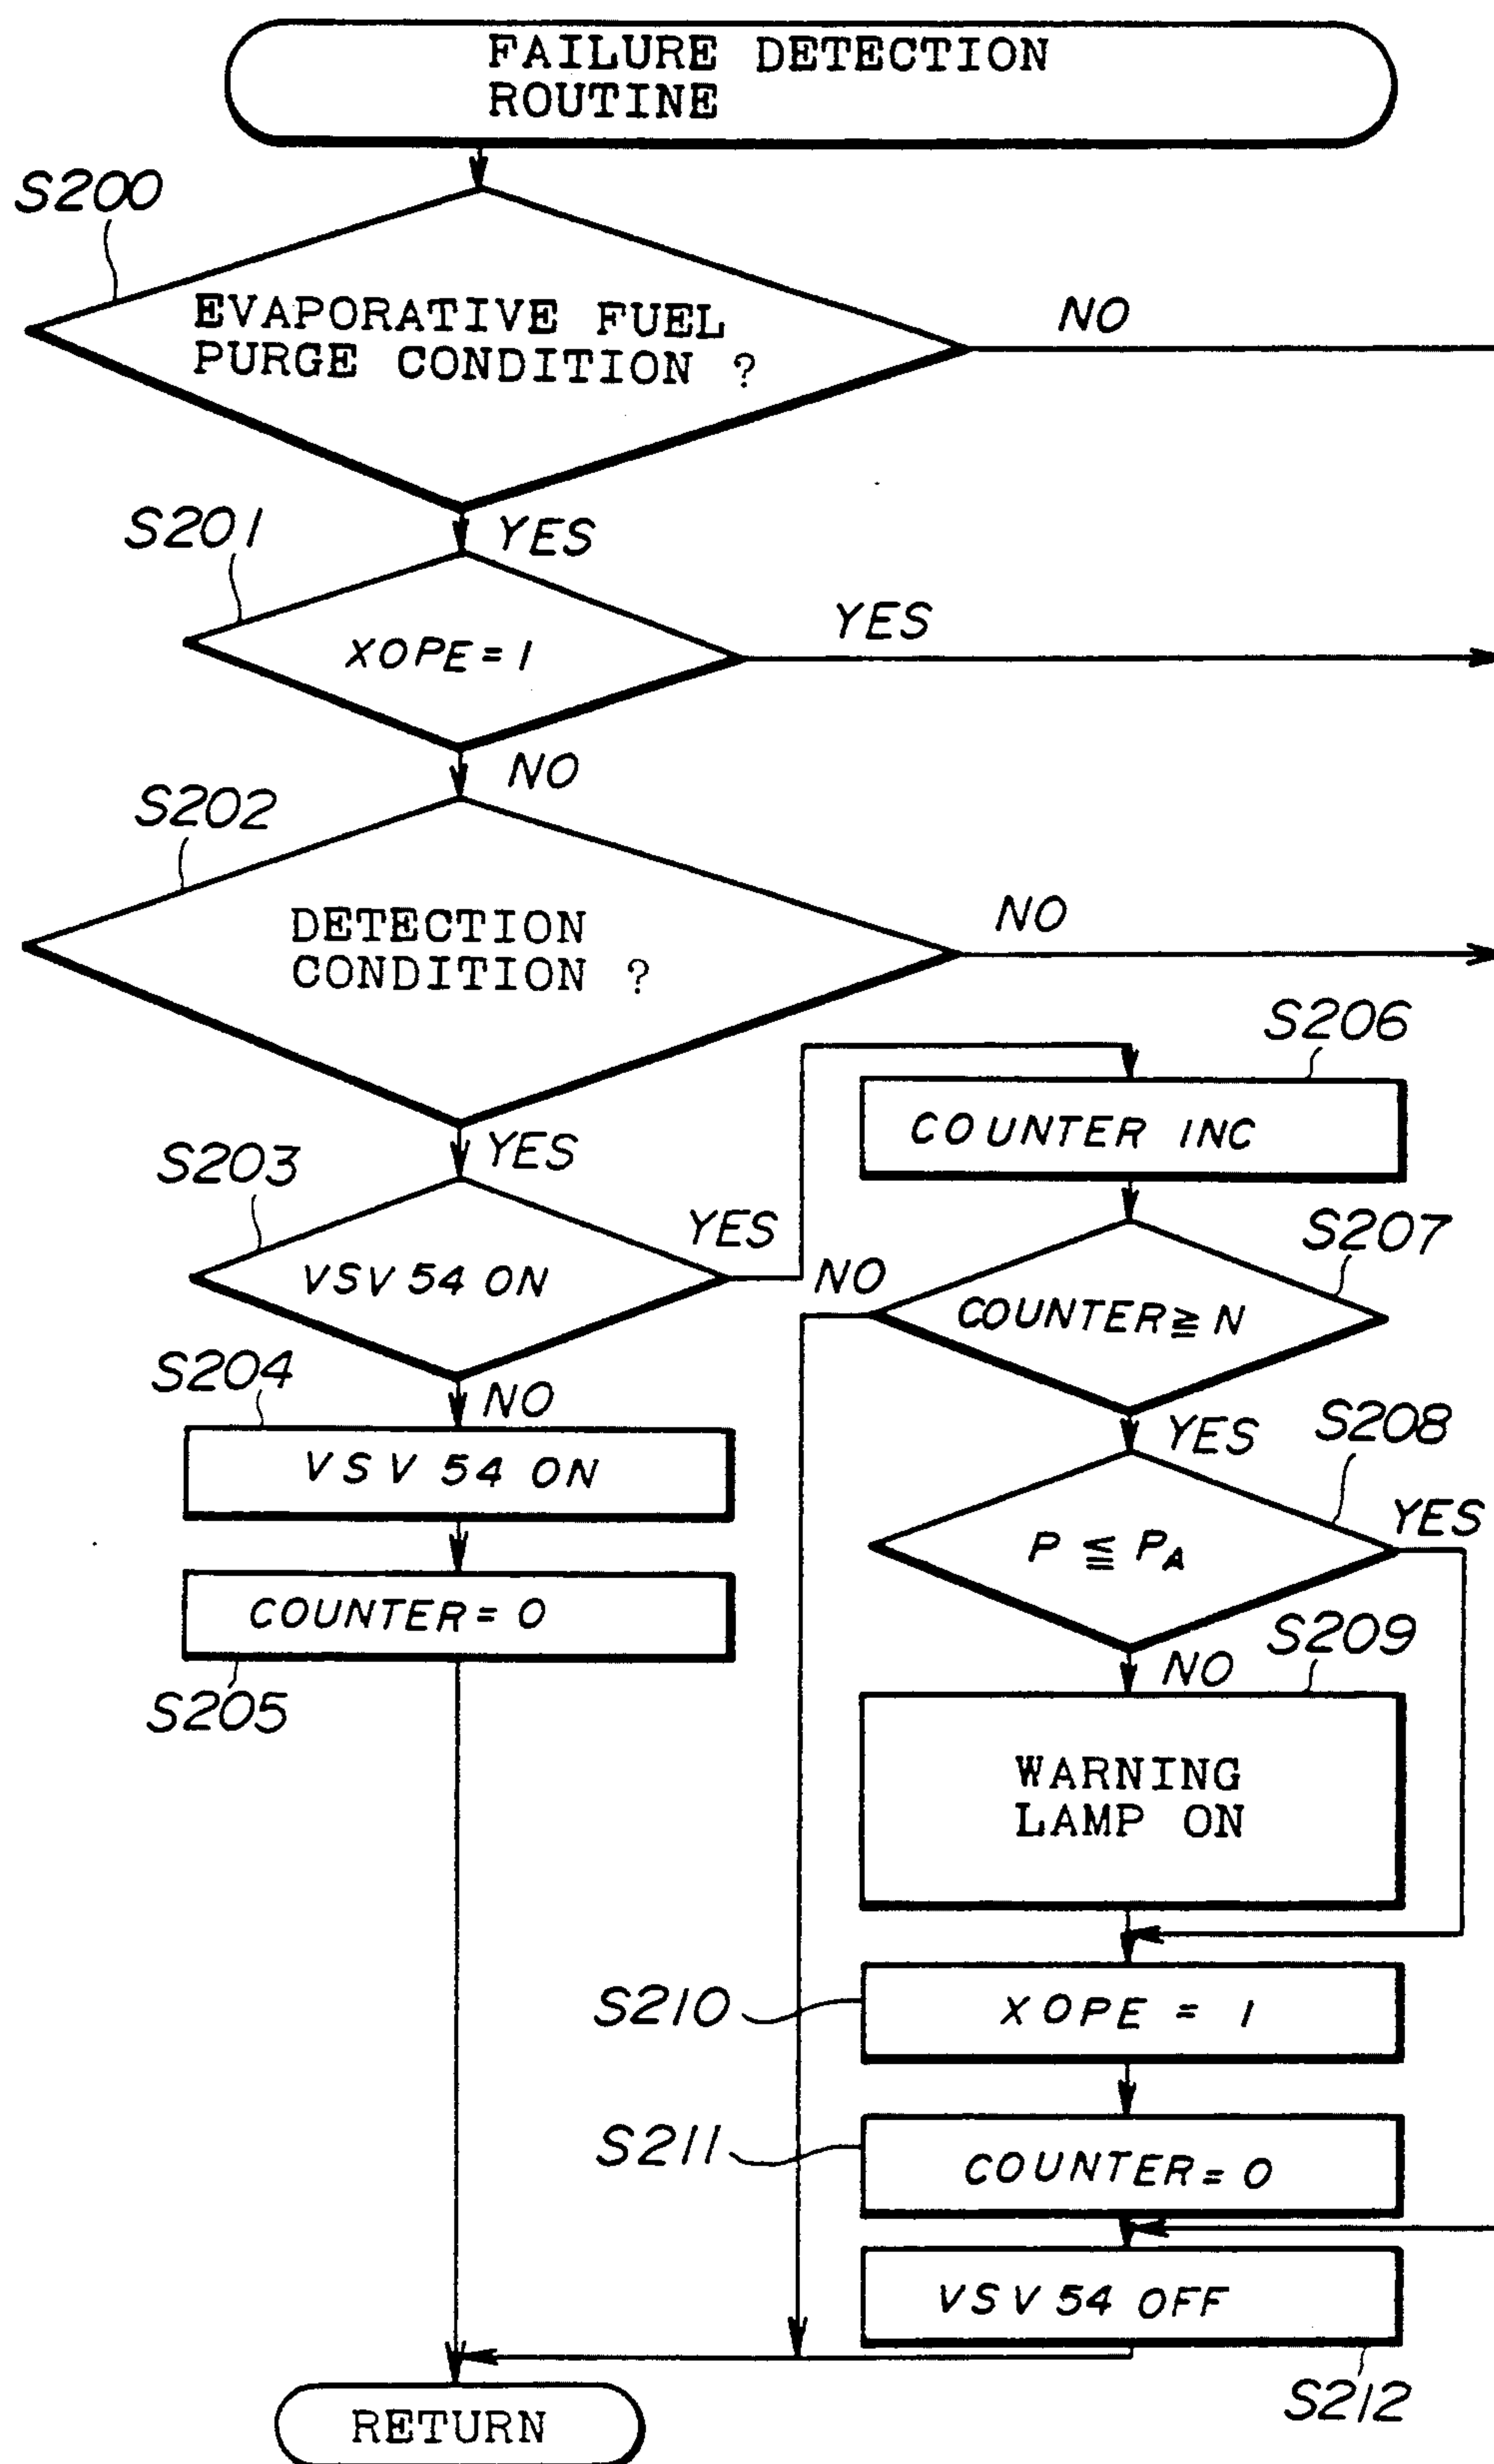 FAILURE DETECTION
ROUTINE
S200
EVAPORATIVE FUEL
PURGE CONDITION ?
NO
YES
S201
XOPE = 1
YES
NO
S202
DETECTION
CONDITION ?
NO
YES
S203
VSV 54 ON
YES
NO
S204
VSV 54 ON
COUNTER = 0
S205
S206
COUNTER INC
S207
COUNTER ≧ N
NO
YES
S208
P ≦ PA
YES
NO
S209
WARNING
LAMP ON
S210
XOPE = 1
S211
COUNTER = 0
VSV 54 OFF
S212
RETURN